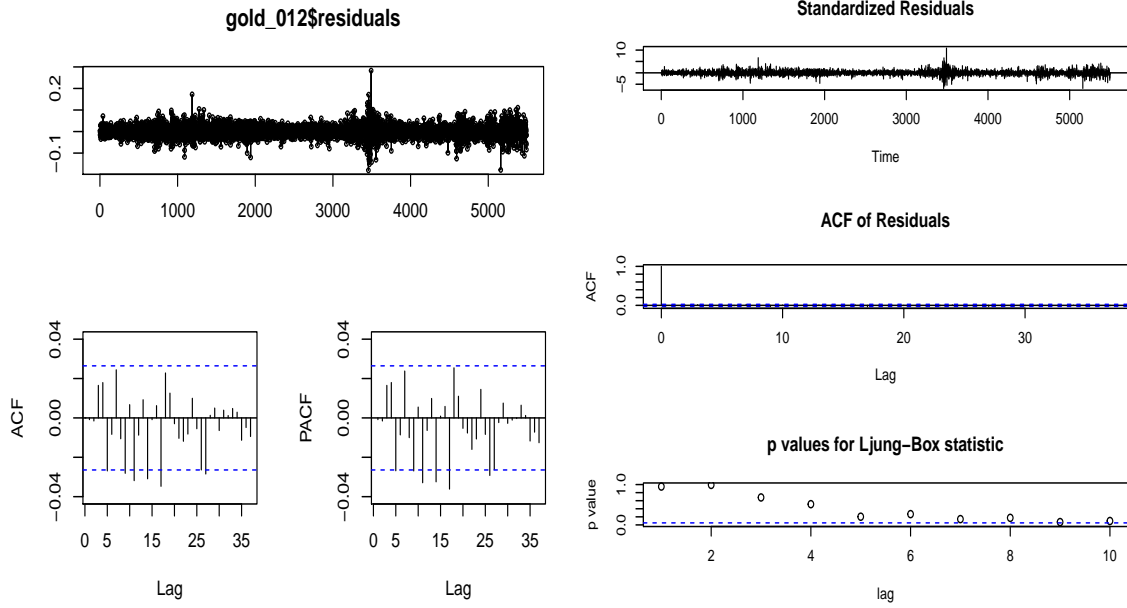 gold_012$residuals
−0.1 0.2
0 1000 2000 3000 4000 5000
ACF
−0.04 0.00 0.04
0 5 15 25 35
Lag
PACF
−0.04 0.00 0.04
0 5 15 25 35
Lag
Standardized Residuals
−5 10
0 1000 2000 3000 4000 5000
Time
ACF of Residuals
ACF
0.0 1.0
0 10 20 30
Lag
p values for Ljung−Box statistic
p value
0.0 1.0
2 4 6 8 10
lag